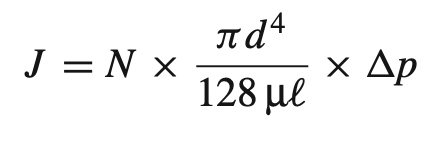 J = N × πd⁴ / 128 µℓ × Δp